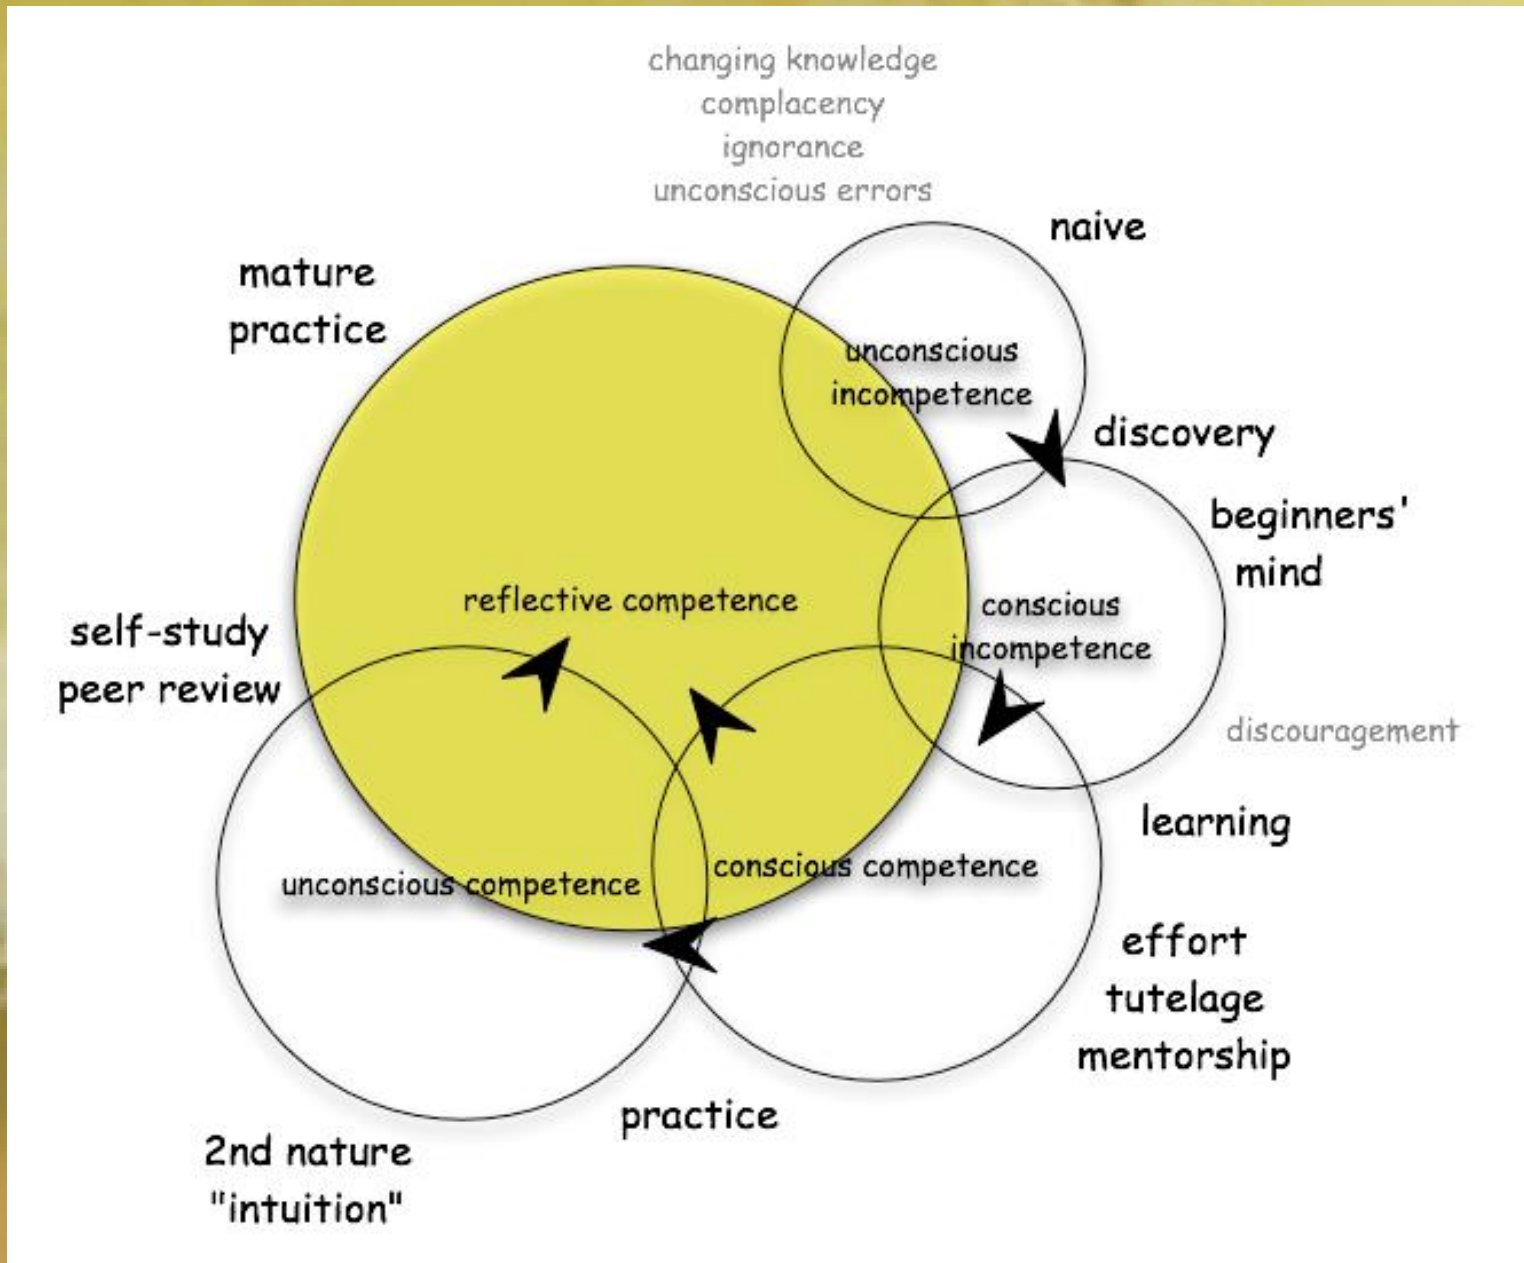 changing knowledge
complacency
ignorance
unconscious errors
naive
mature
practice
unconscious
incompetence
discovery
beginners'
mind
reflective competence
conscious
incompetence
self-study
peer review
discouragement
learning
unconscious competence
conscious competence
effort
tutelage
mentorship
practice
2nd nature
"intuition"